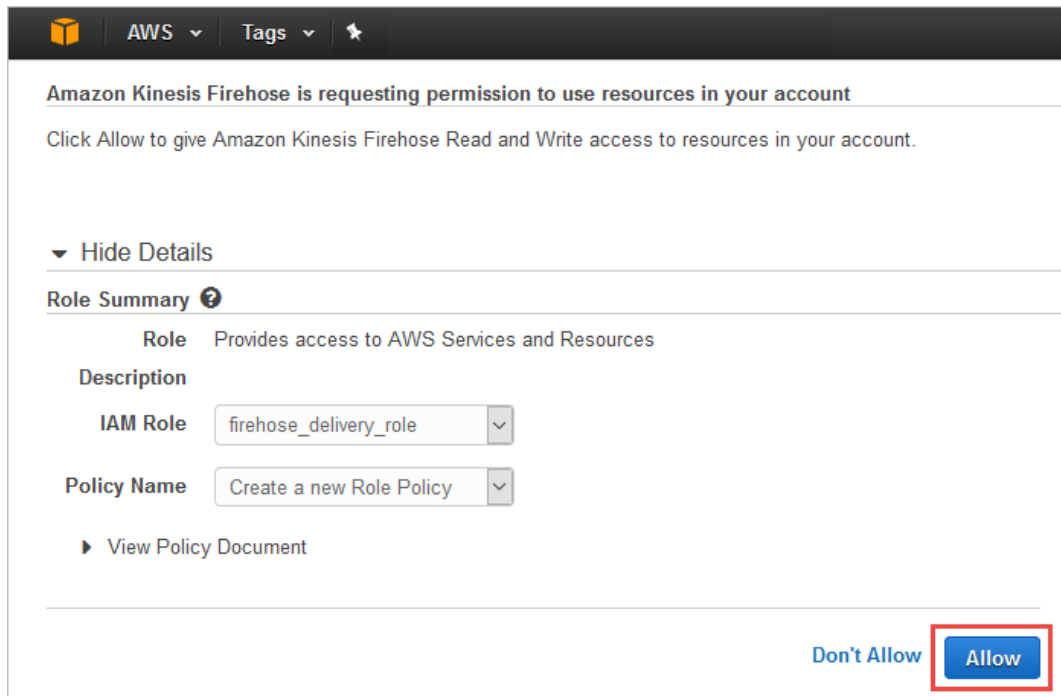 AWS Tags
Amazon Kinesis Firehose is requesting permission to use resources in your account
Click Allow to give Amazon Kinesis Firehose Read and Write access to resources in your account.
Hide Details
Role Summary ?
Role Provides access to AWS Services and Resources
Description
IAM Role firehose_delivery_role
Policy Name Create a new Role Policy
View Policy Document
Don't Allow Allow